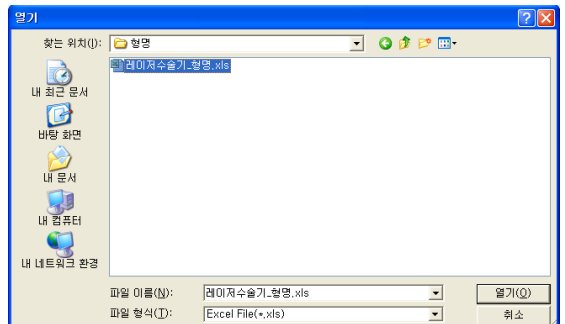 열기
찾는 위치(I):
형명
레이저수술기_형명.xls
내 최근 문서
바탕 화면
내 문서
내 컴퓨터
내 네트워크 환경
파일 이름(N):
레이저수술기_형명.xls
열기(O)
파일 형식(T):
Excel File(*.xls)
취소